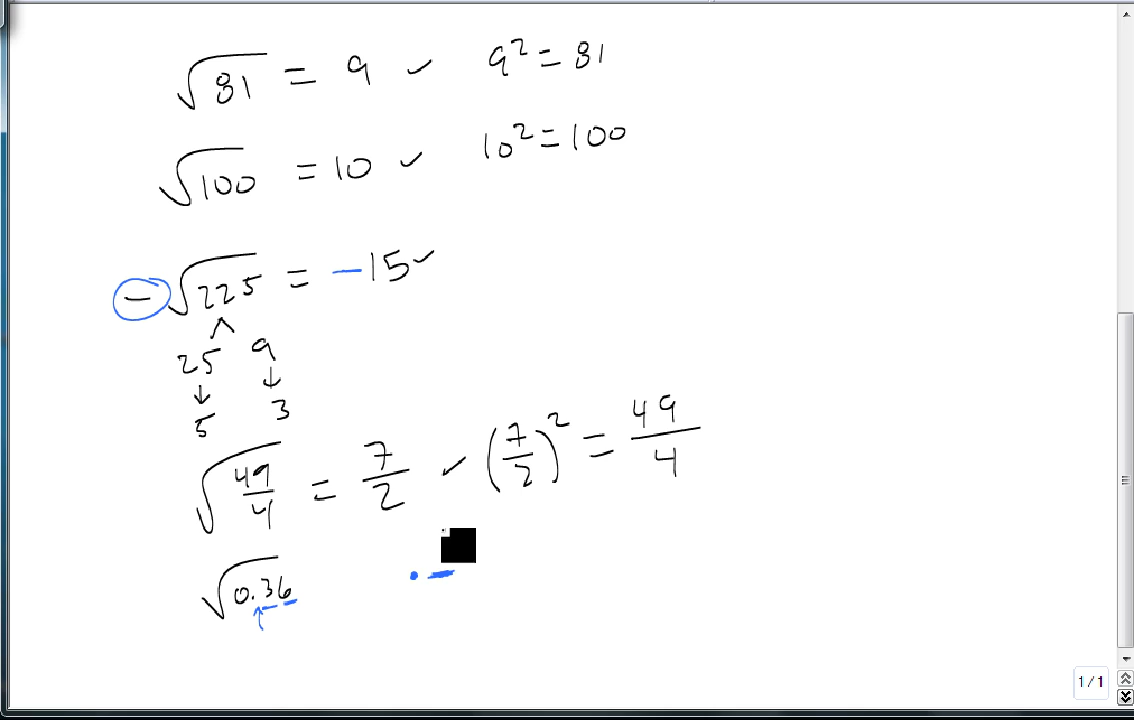 √81 = 9 ✓ 9² = 81
√100 = 10 ✓ 10² = 100
−√225 = −15 ✓
25 9
↓ ↓
5 3
√(49/4) = 7/2 ✓ (7/2)² = 49/4
√0.36 . –
1/1